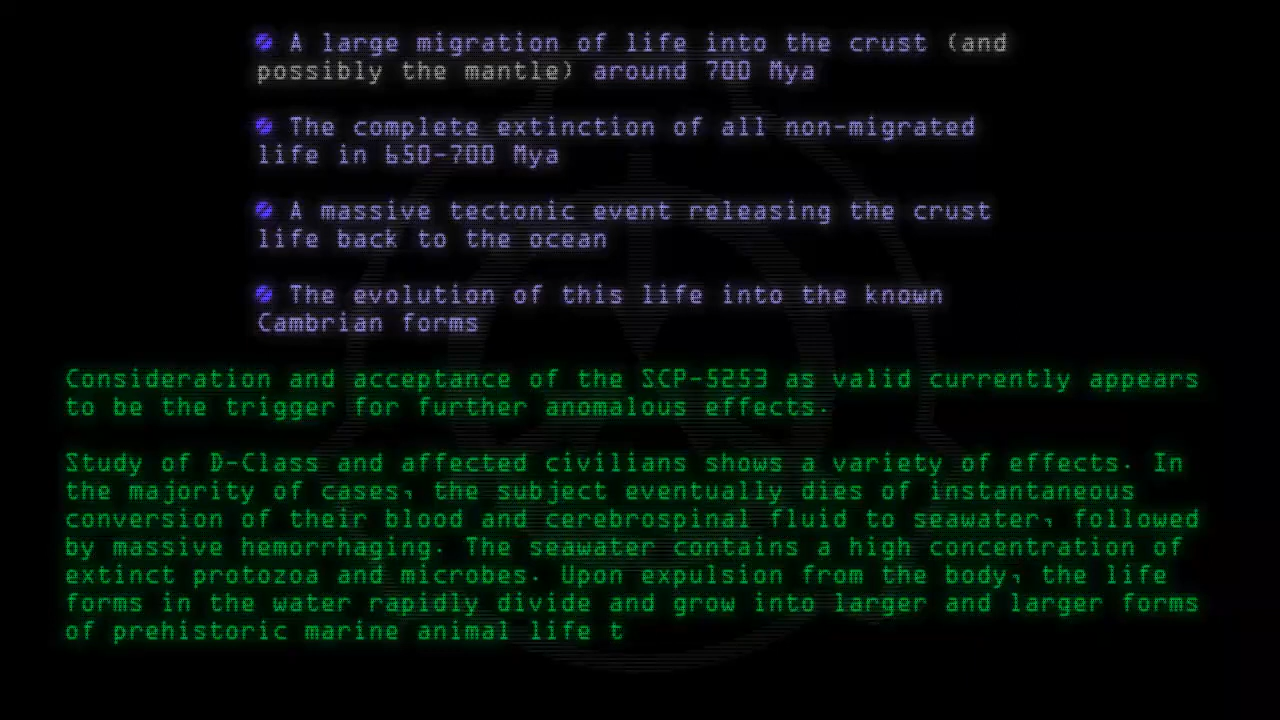 A large migration of life into the crust (and
possibly the mantle) around 700 Mya
The complete extinction of all non-migrated
life in 650-700 Mya
A massive tectonic event releasing the crust
life back to the ocean
The evolution of this life into the known
Cambrian forms
Consideration and acceptance of the SCP-5253 as valid currently appears
to be the trigger for further anomalous effects.
Study of D-Class and affected civilians shows a variety of effects. In
the majority of cases, the subject eventually dies of instantaneous
conversion of their blood and cerebrospinal fluid to seawater, followed
by massive hemorrhaging. The seawater contains a high concentration of
extinct protozoa and microbes. Upon expulsion from the body, the life
forms in the water rapidly divide and grow into larger and larger forms
of prehistoric marine animal life t